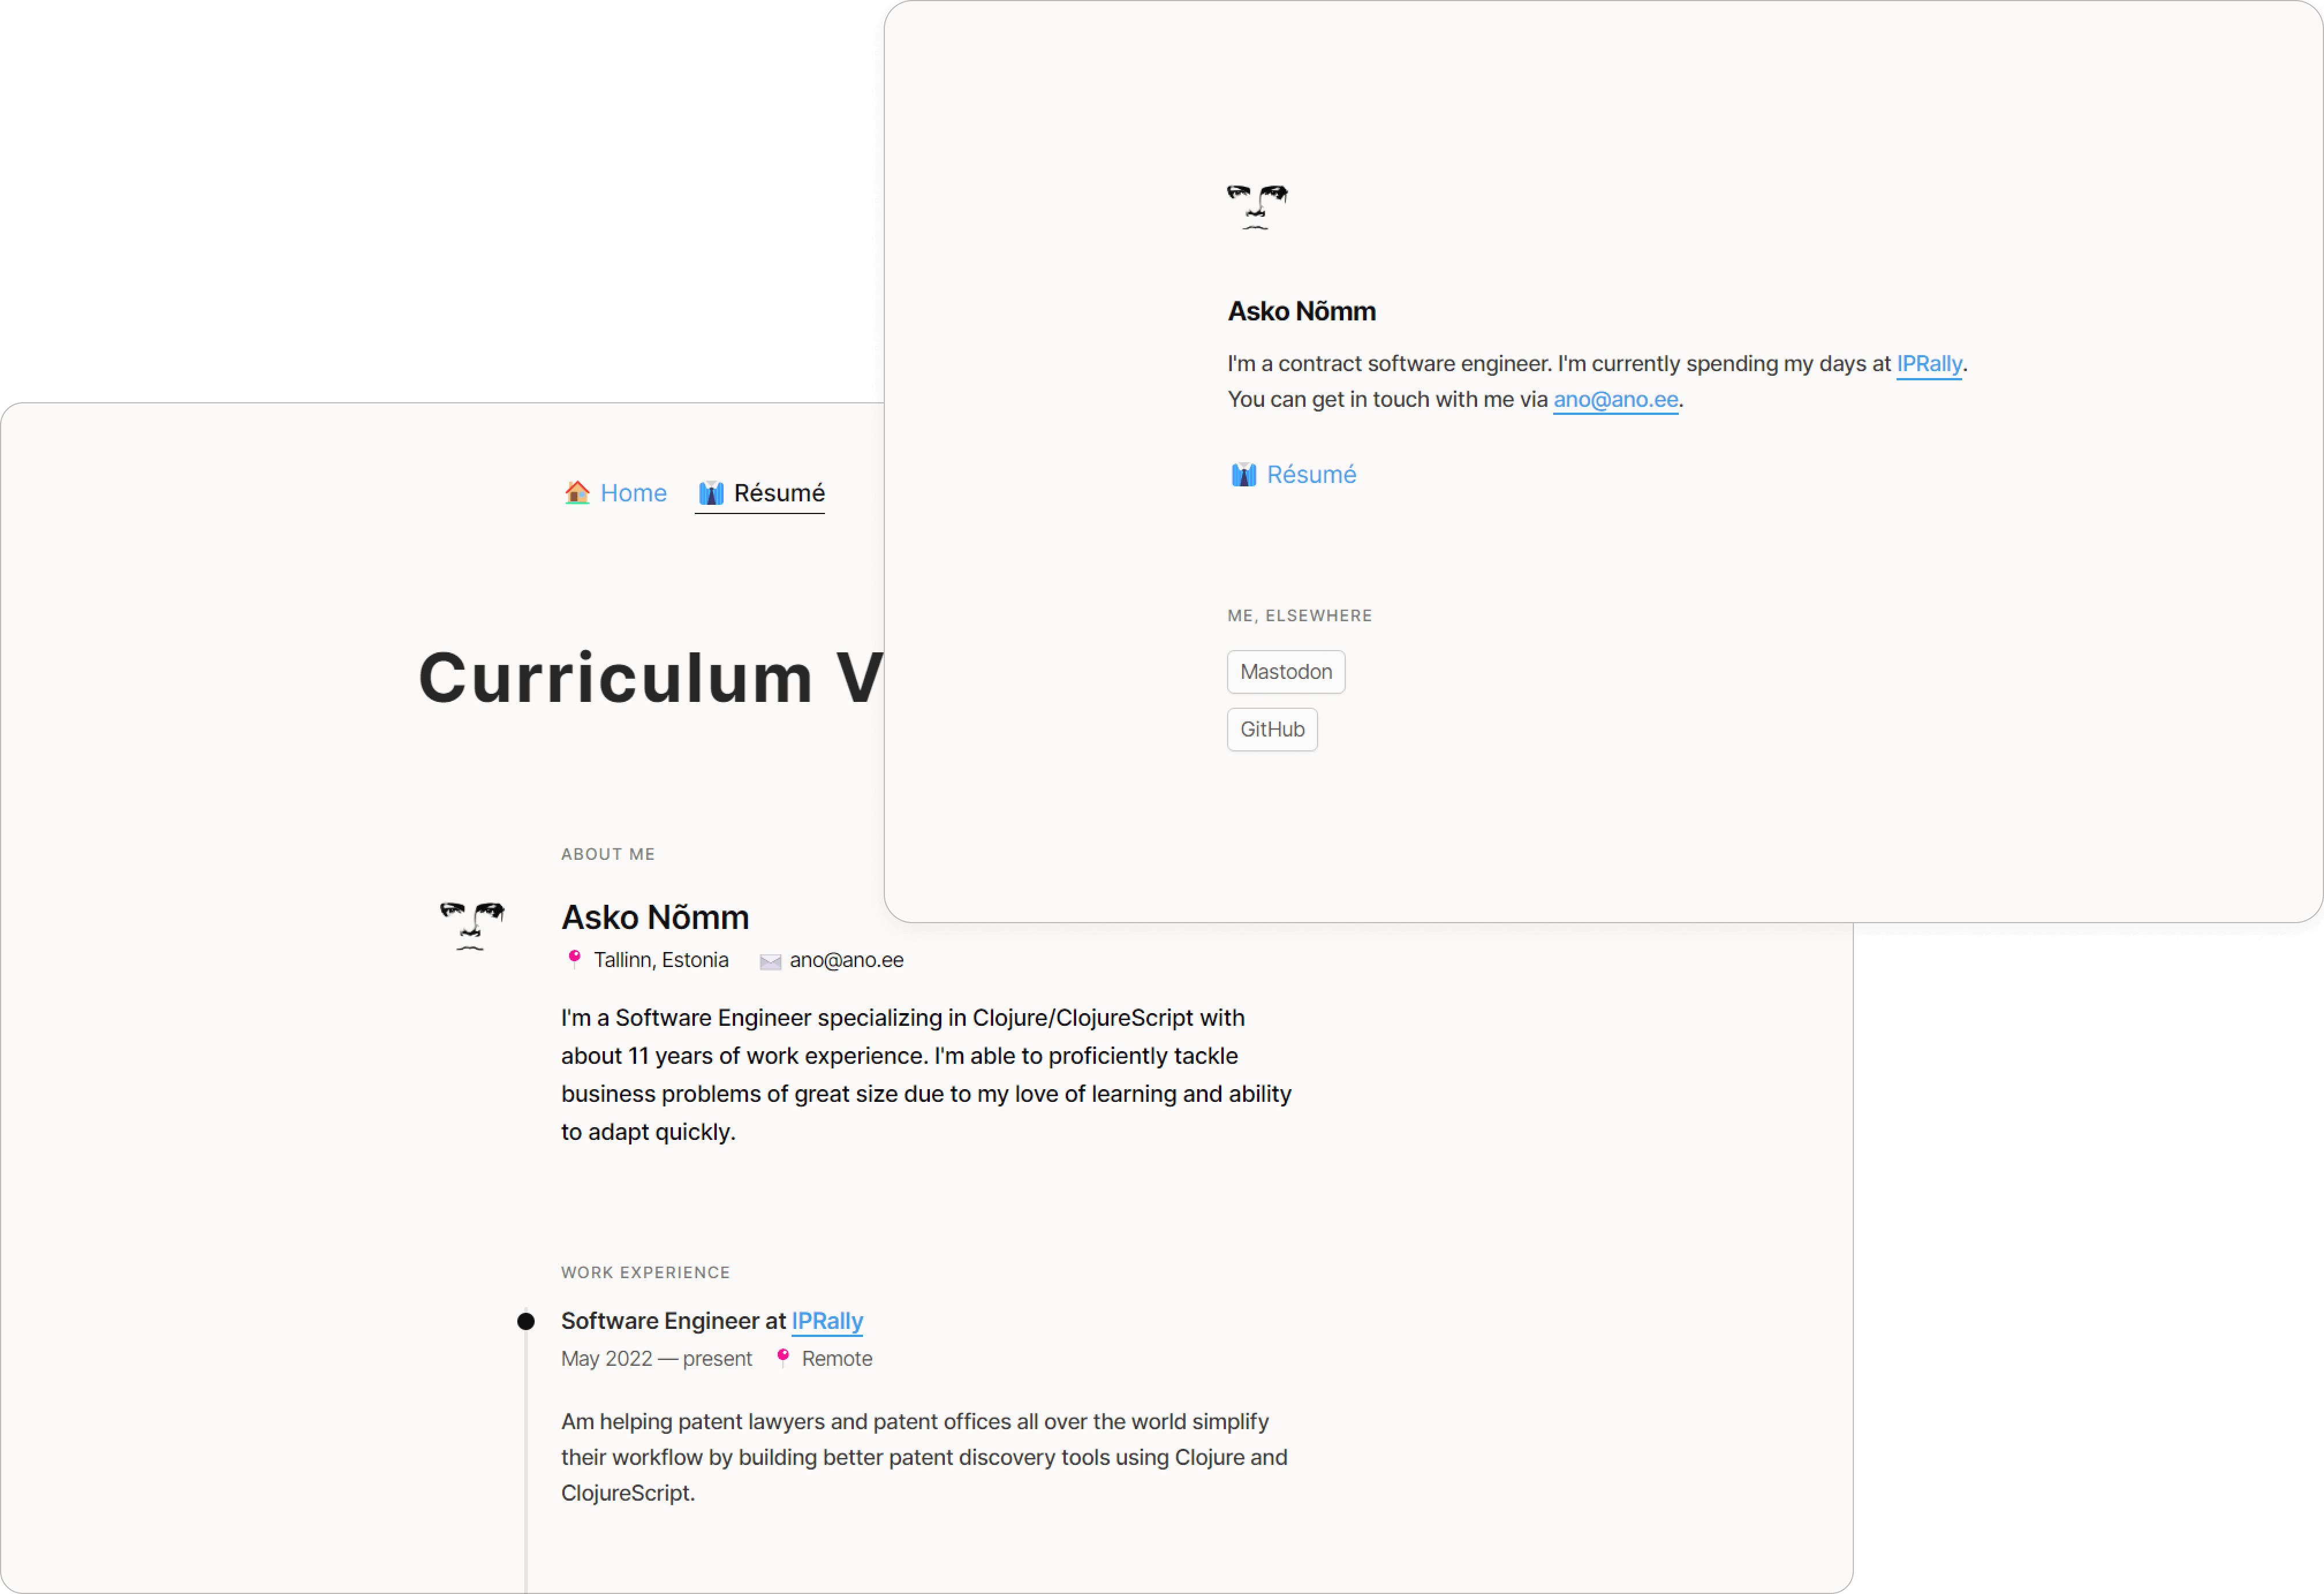 Asko Nõmm
I'm a contract software engineer. I'm currently spending my days at IPRally.
You can get in touch with me via ano@ano.ee.
Résumé
ME, ELSEWHERE
Mastodon
GitHub
Home Résumé
Curriculum V
ABOUT ME
Asko Nõmm
Tallinn, Estonia ano@ano.ee
I'm a Software Engineer specializing in Clojure/ClojureScript with
about 11 years of work experience. I'm able to proficiently tackle
business problems of great size due to my love of learning and ability
to adapt quickly.
WORK EXPERIENCE
Software Engineer at IPRally
May 2022 — present Remote
Am helping patent lawyers and patent offices all over the world simplify
their workflow by building better patent discovery tools using Clojure and
ClojureScript.